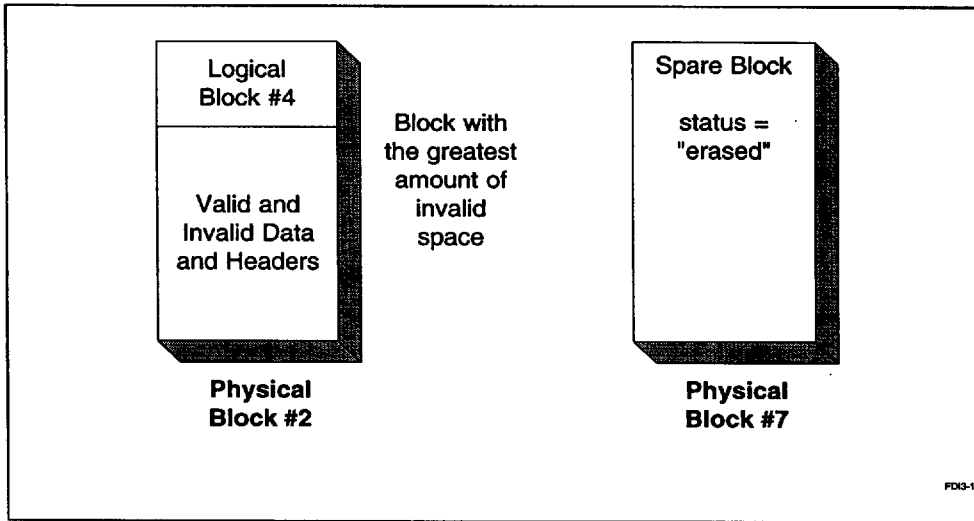 Logical
Block #4
Valid and
Invalid Data
and Headers
Block with
the greatest
amount of
invalid
space
Spare Block
status =
"erased"
Physical
Block #2
Physical
Block #7
FDI3-1